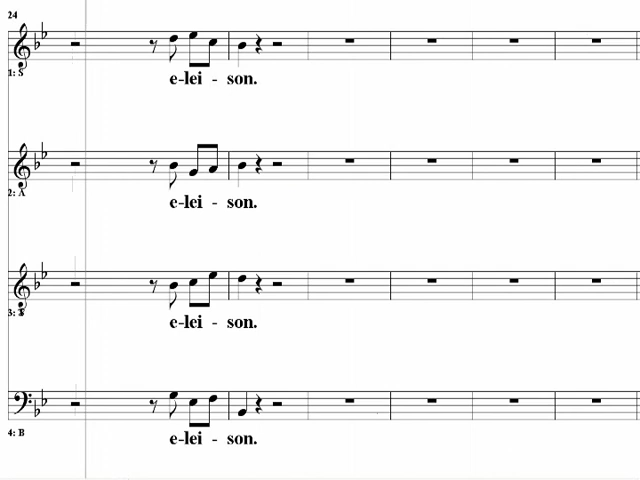 24
1: S
e-lei - son.
2: A
e-lei - son.
e-lei - son.
4: B
e-lei - son.